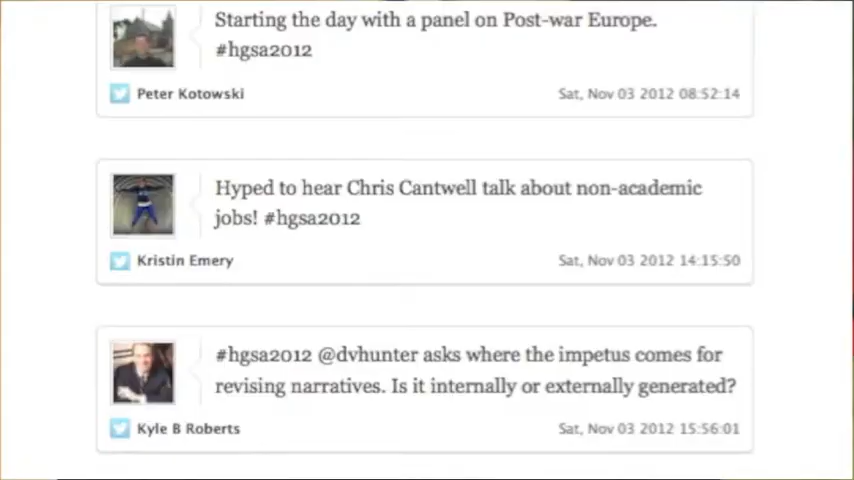 Starting the day with a panel on Post-war Europe.
#hgsa2012
Peter Kotowski Sat, Nov 03 2012 08:52:14
Hyped to hear Chris Cantwell talk about non-academic
jobs! #hgsa2012
Kristin Emery Sat, Nov 03 2012 14:15:50
#hgsa2012 @dvhunter asks where the impetus comes for
revising narratives. Is it internally or externally generated?
Kyle B Roberts Sat, Nov 03 2012 15:56:01